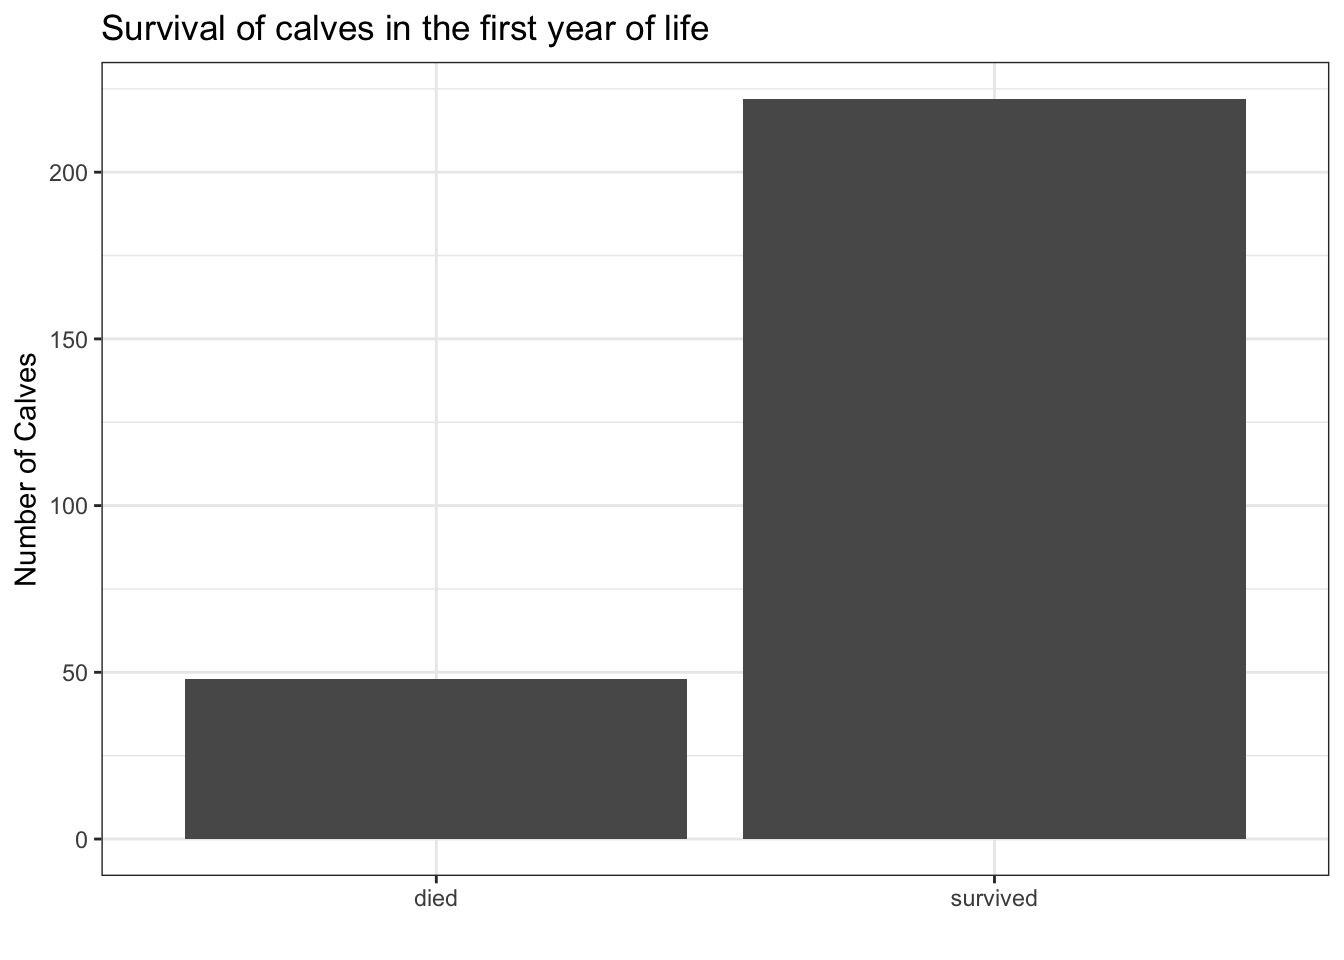 Survival of calves in the first year of life
Number of Calves
200
150
100
50
0
died
survived